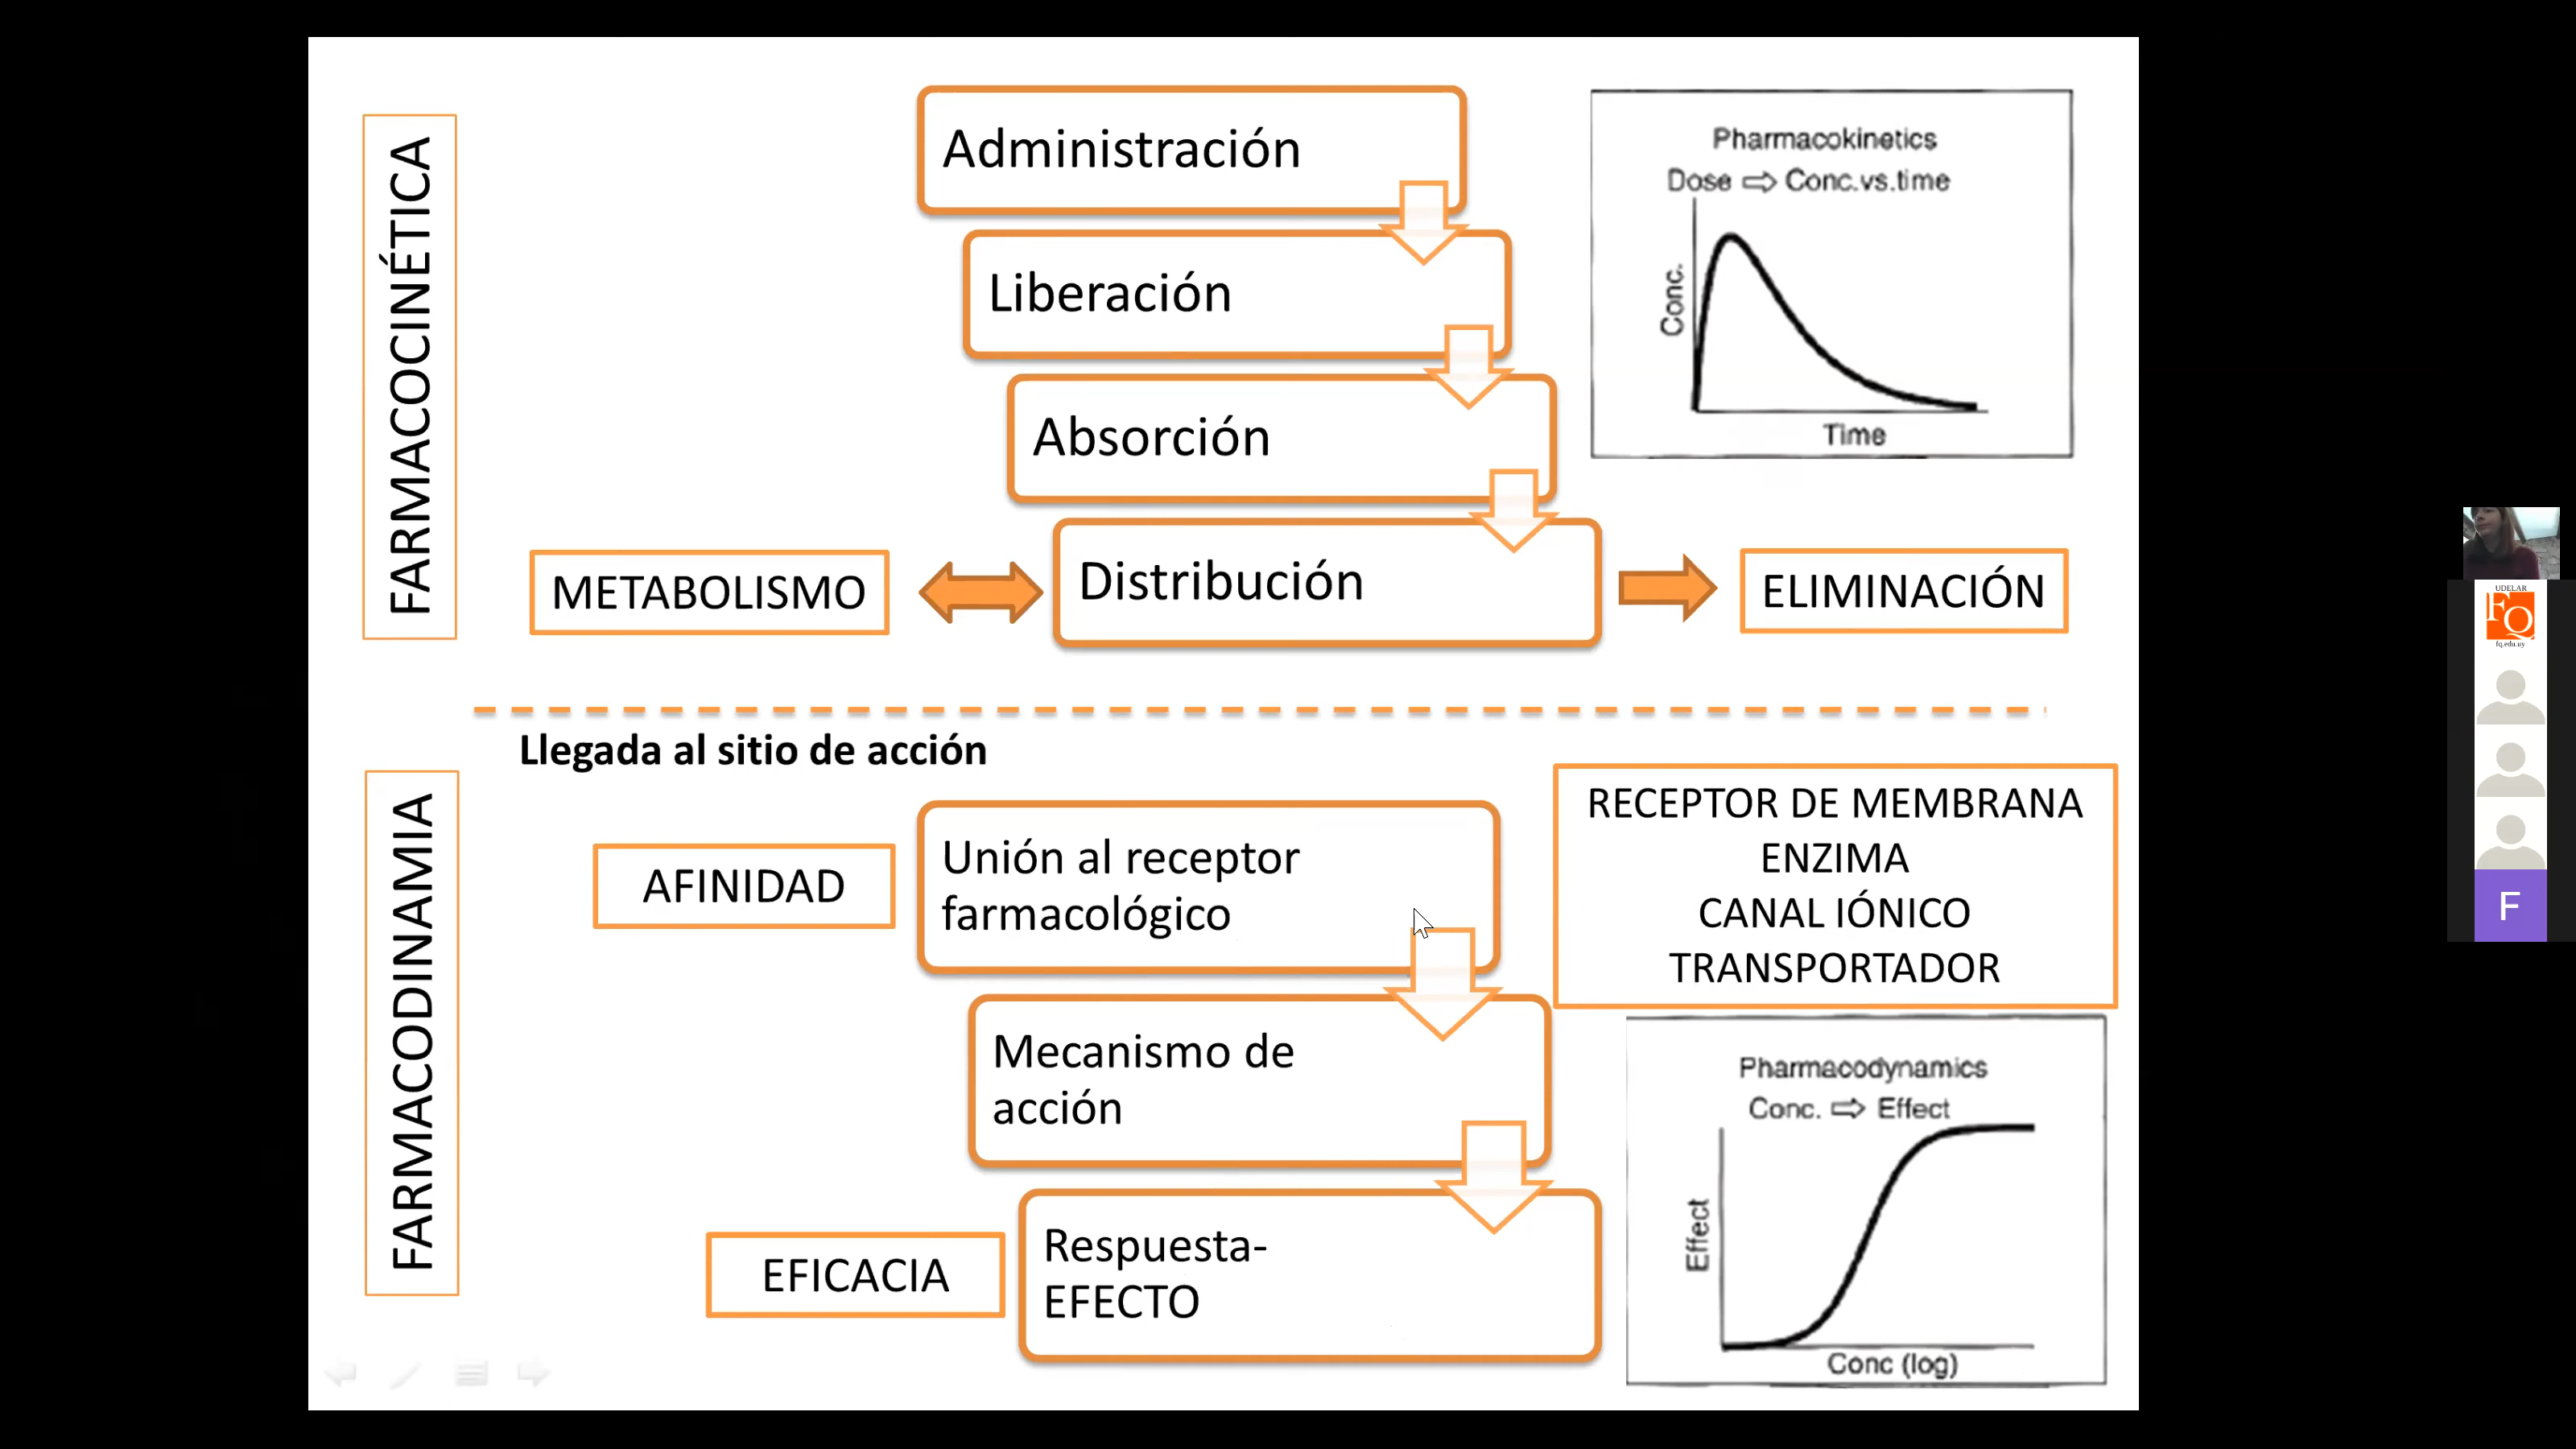 FARMACOCINÉTICA
Administración
Liberación
Absorción
Distribución
METABOLISMO
ELIMINACIÓN
Pharmacokinetics
Dose ⇨ Conc.vs.time
Conc.
Time
Llegada al sitio de acción
FARMACODINAMIA
AFINIDAD
Unión al receptor
farmacológico
RECEPTOR DE MEMBRANA
ENZIMA
CANAL IÓNICO
TRANSPORTADOR
Mecanismo de
acción
EFICACIA
Respuesta-
EFECTO
Pharmacodynamics
Conc. ⇨ Effect
Effect
Conc (log)
UDELAR
FQ
fq.edu.uy
F